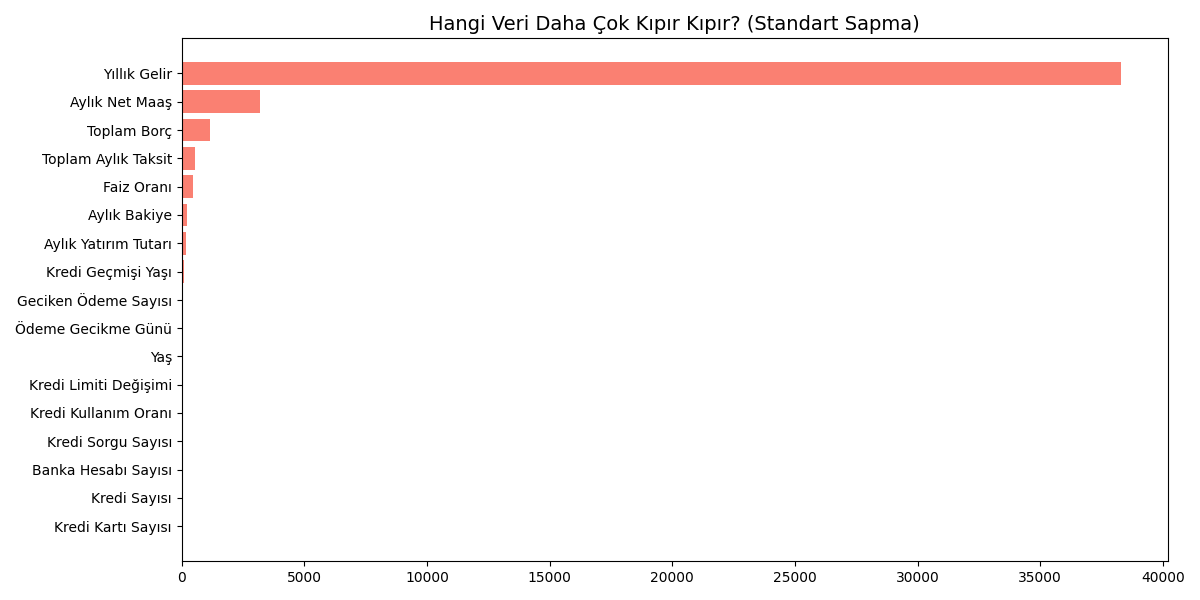 Hangi Veri Daha Çok Kıpır Kıpır? (Standart Sapma)
Yıllık Gelir
Aylık Net Maaş
Toplam Borç
Toplam Aylık Taksit
Faiz Oranı
Aylık Bakiye
Aylık Yatırım Tutarı
Kredi Geçmişi Yaşı
Geciken Ödeme Sayısı
Ödeme Gecikme Günü
Yaş
Kredi Limiti Değişimi
Kredi Kullanım Oranı
Kredi Sorgu Sayısı
Banka Hesabı Sayısı
Kredi Sayısı
Kredi Kartı Sayısı
0 5000 10000 15000 20000 25000 30000 35000 40000